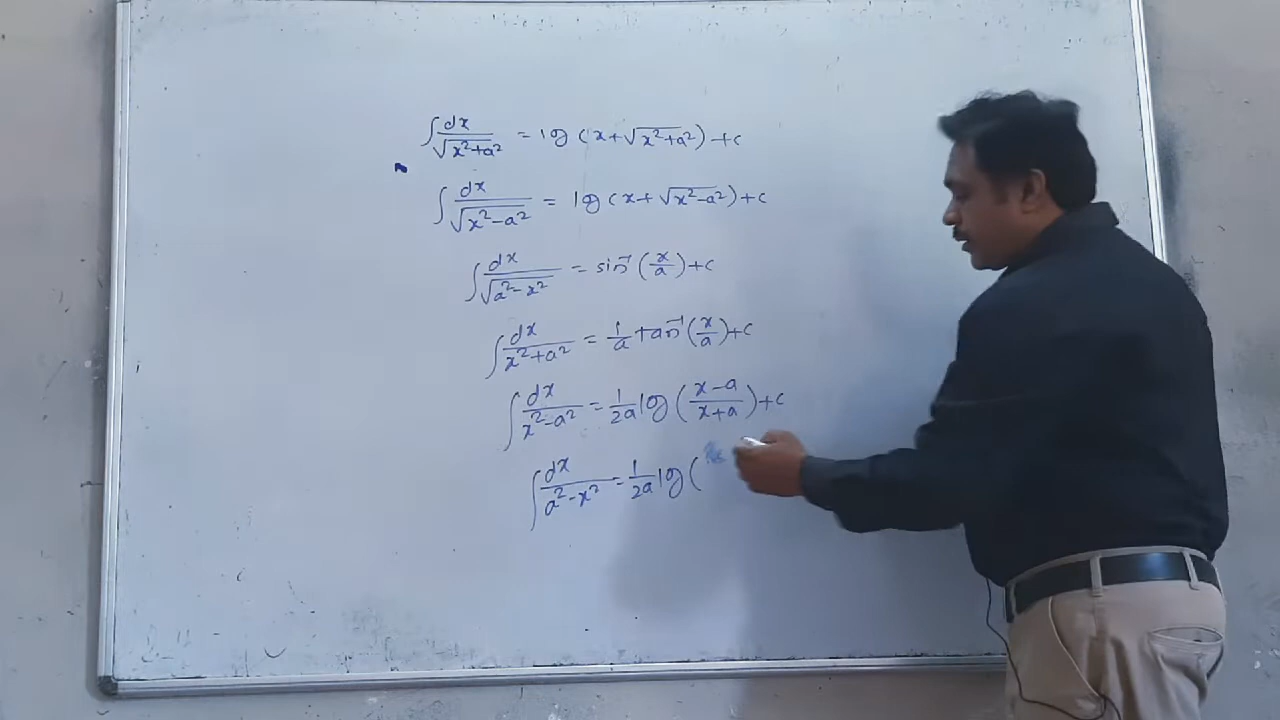 ∫ dx/√(x²+a²) = log (x+√(x²+a²)) + c
∫ dx/√(x²-a²) = log (x+√(x²-a²)) + c
∫ dx/√(a²-x²) = sin⁻¹ (x/a) + c
∫ dx/(x²+a²) = 1/a tan⁻¹ (x/a) + c
∫ dx/(x²-a²) = 1/2a log ((x-a)/(x+a)) + c
∫ dx/(a²-x²) = 1/2a log (